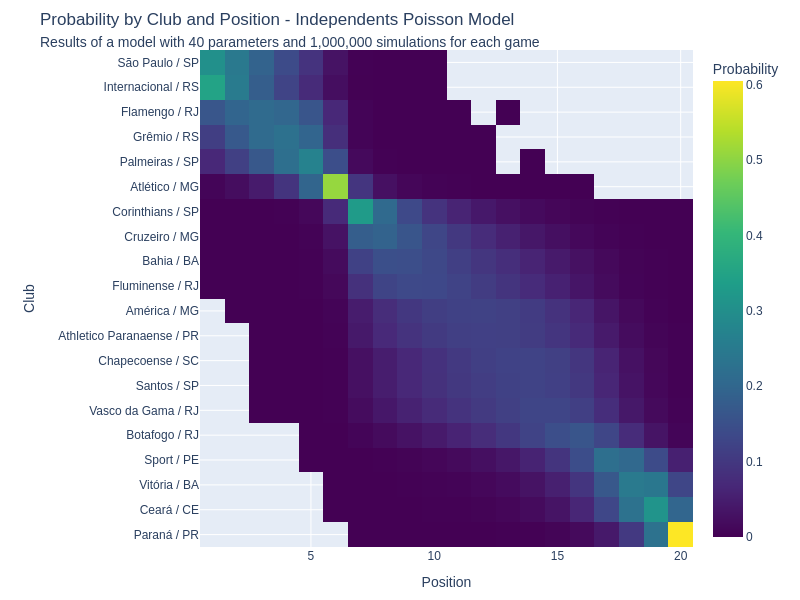 Probability by Club and Position - Independents Poisson Model
Results of a model with 40 parameters and 1,000,000 simulations for each game
Probability
São Paulo / SP
Internacional / RS
Flamengo / RJ
Grêmio / RS
Palmeiras / SP
Atlético / MG
Corinthians / SP
Cruzeiro / MG
Bahia / BA
Fluminense / RJ
América / MG
Athletico Paranaense / PR
Chapecoense / SC
Santos / SP
Vasco da Gama / RJ
Botafogo / RJ
Sport / PE
Vitória / BA
Ceará / CE
Paraná / PR
Club
5
10
15
20
Position
0.6
0.5
0.4
0.3
0.2
0.1
0